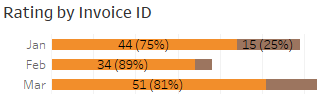 Rating by Invoice ID
Jan 44 (75%) 15 (25%)
Feb 34 (89%)
Mar 51 (81%)